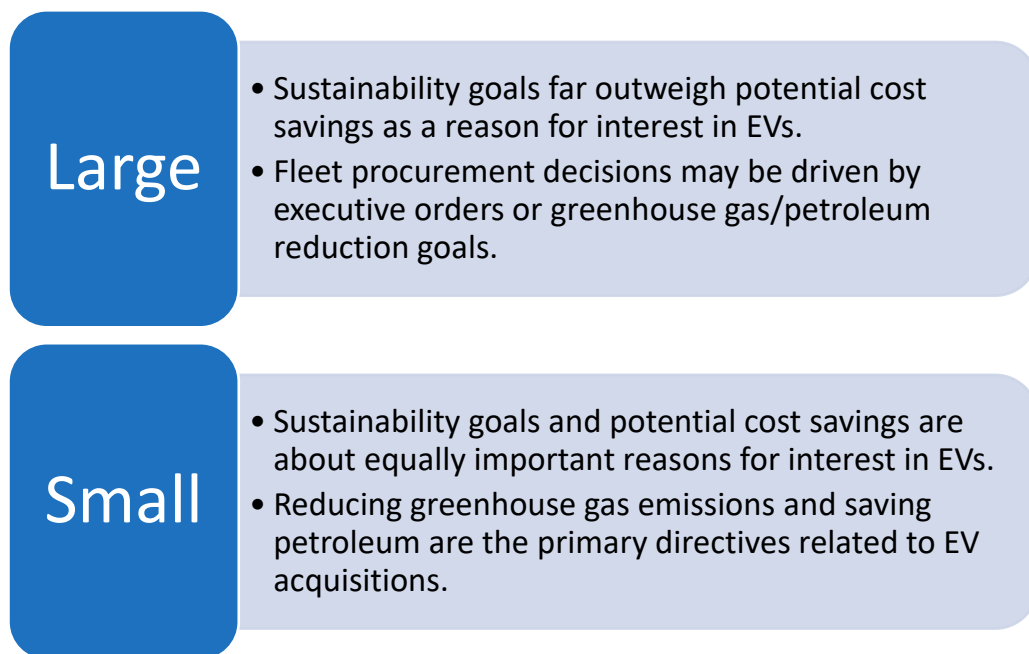 Large
• Sustainability goals far outweigh potential cost
savings as a reason for interest in EVs.
• Fleet procurement decisions may be driven by
executive orders or greenhouse gas/petroleum
reduction goals.
Small
• Sustainability goals and potential cost savings are
about equally important reasons for interest in EVs.
• Reducing greenhouse gas emissions and saving
petroleum are the primary directives related to EV
acquisitions.